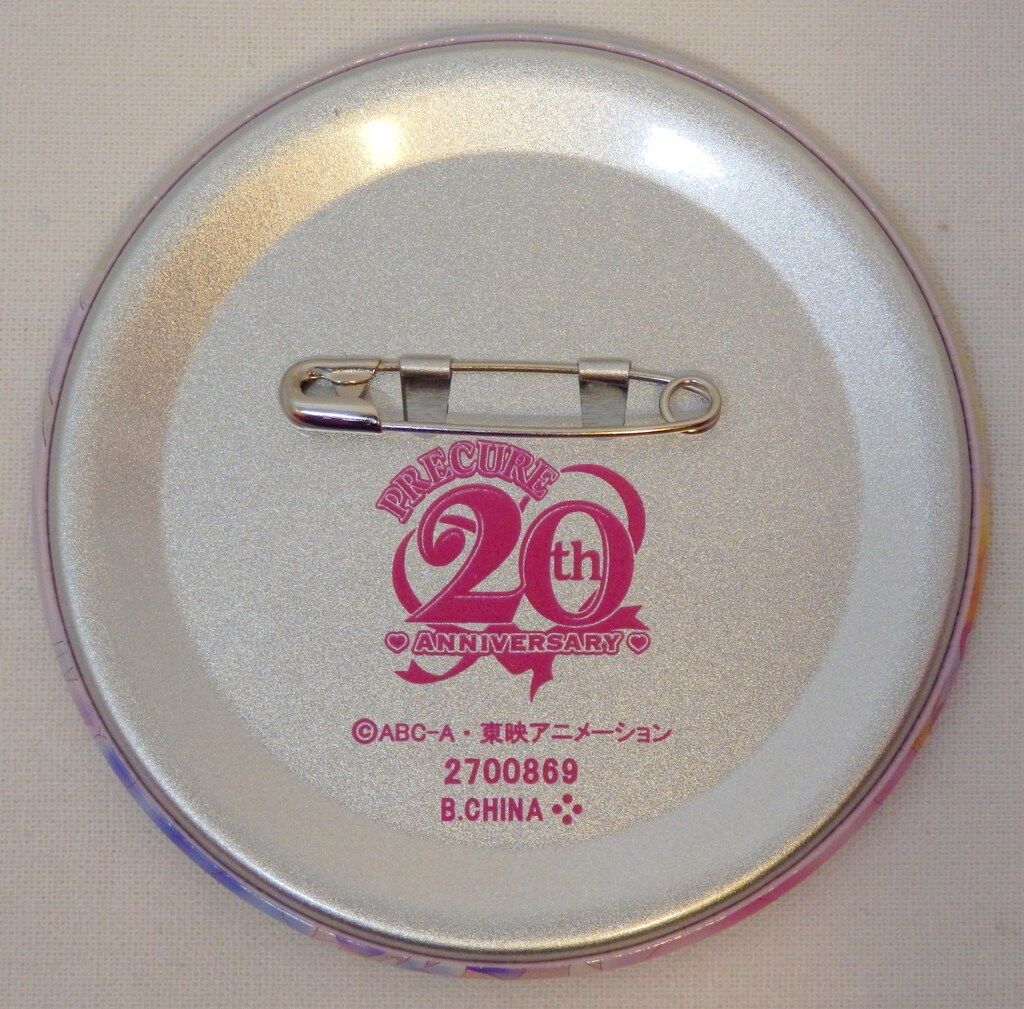 PRECURE
20th
♥ ANNIVERSARY ♥
©ABC-A・東映アニメーション
2700869
B.CHINA